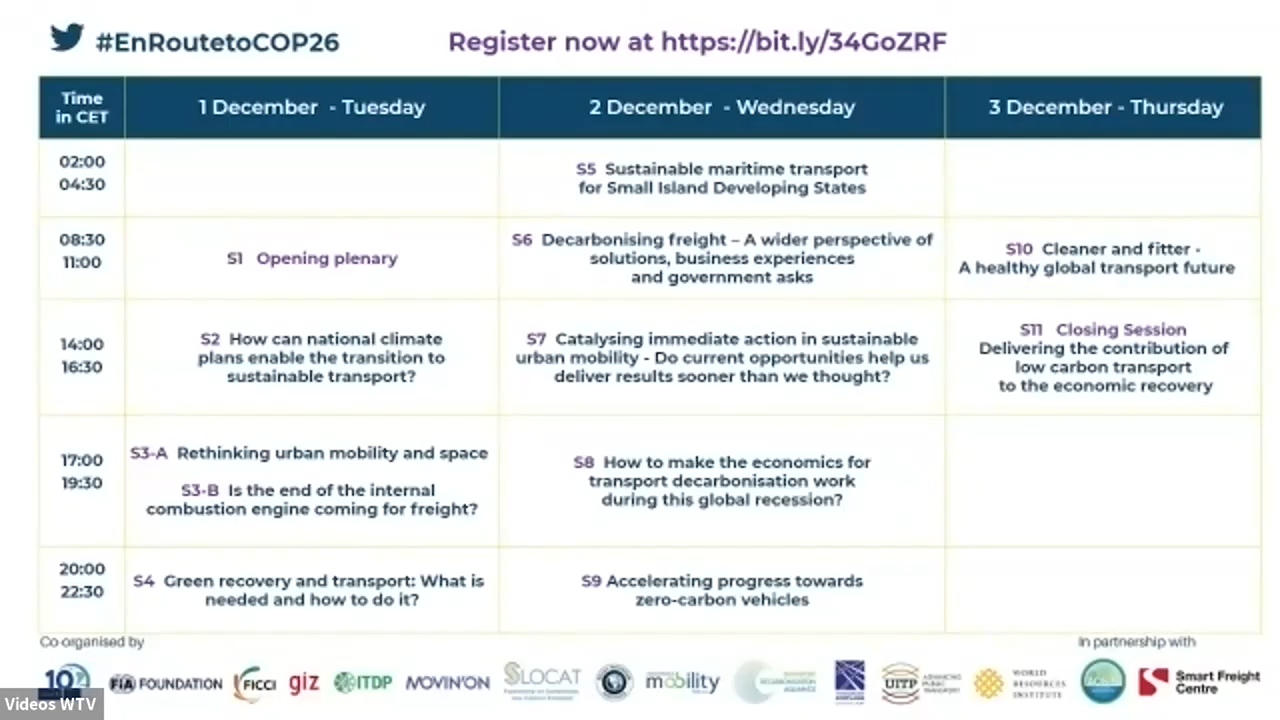 #EnRoutetoCOP26
Register now at https://bit.ly/34GoZRF
Time
in CET
1 December - Tuesday
2 December - Wednesday
3 December - Thursday
02:00
04:30
S5 Sustainable maritime transport
for Small Island Developing States
08:30
11:00
S1 Opening plenary
S6 Decarbonising freight – A wider perspective of
solutions, business experiences
and government asks
S10 Cleaner and fitter -
A healthy global transport future
14:00
16:30
S2 How can national climate
plans enable the transition to
sustainable transport?
S7 Catalysing immediate action in sustainable
urban mobility - Do current opportunities help us
deliver results sooner than we thought?
S11 Closing Session
Delivering the contribution of
low carbon transport
to the economic recovery
17:00
19:30
S3-A Rethinking urban mobility and space
S3-B Is the end of the internal
combustion engine coming for freight?
S8 How to make the economics for
transport decarbonisation work
during this global recession?
20:00
22:30
S4 Green recovery and transport: What is
needed and how to do it?
S9 Accelerating progress towards
zero-carbon vehicles
Co-organised by
In partnership with
FIA FOUNDATION
FICCI
giz
ITDP
MOVIN'ON
SLOCAT
mobility
UITP
ADVANCING
PUBLIC
TRANSPORT
WORLD
RESOURCES
INSTITUTE
Smart Freight
Centre
Videos WTV